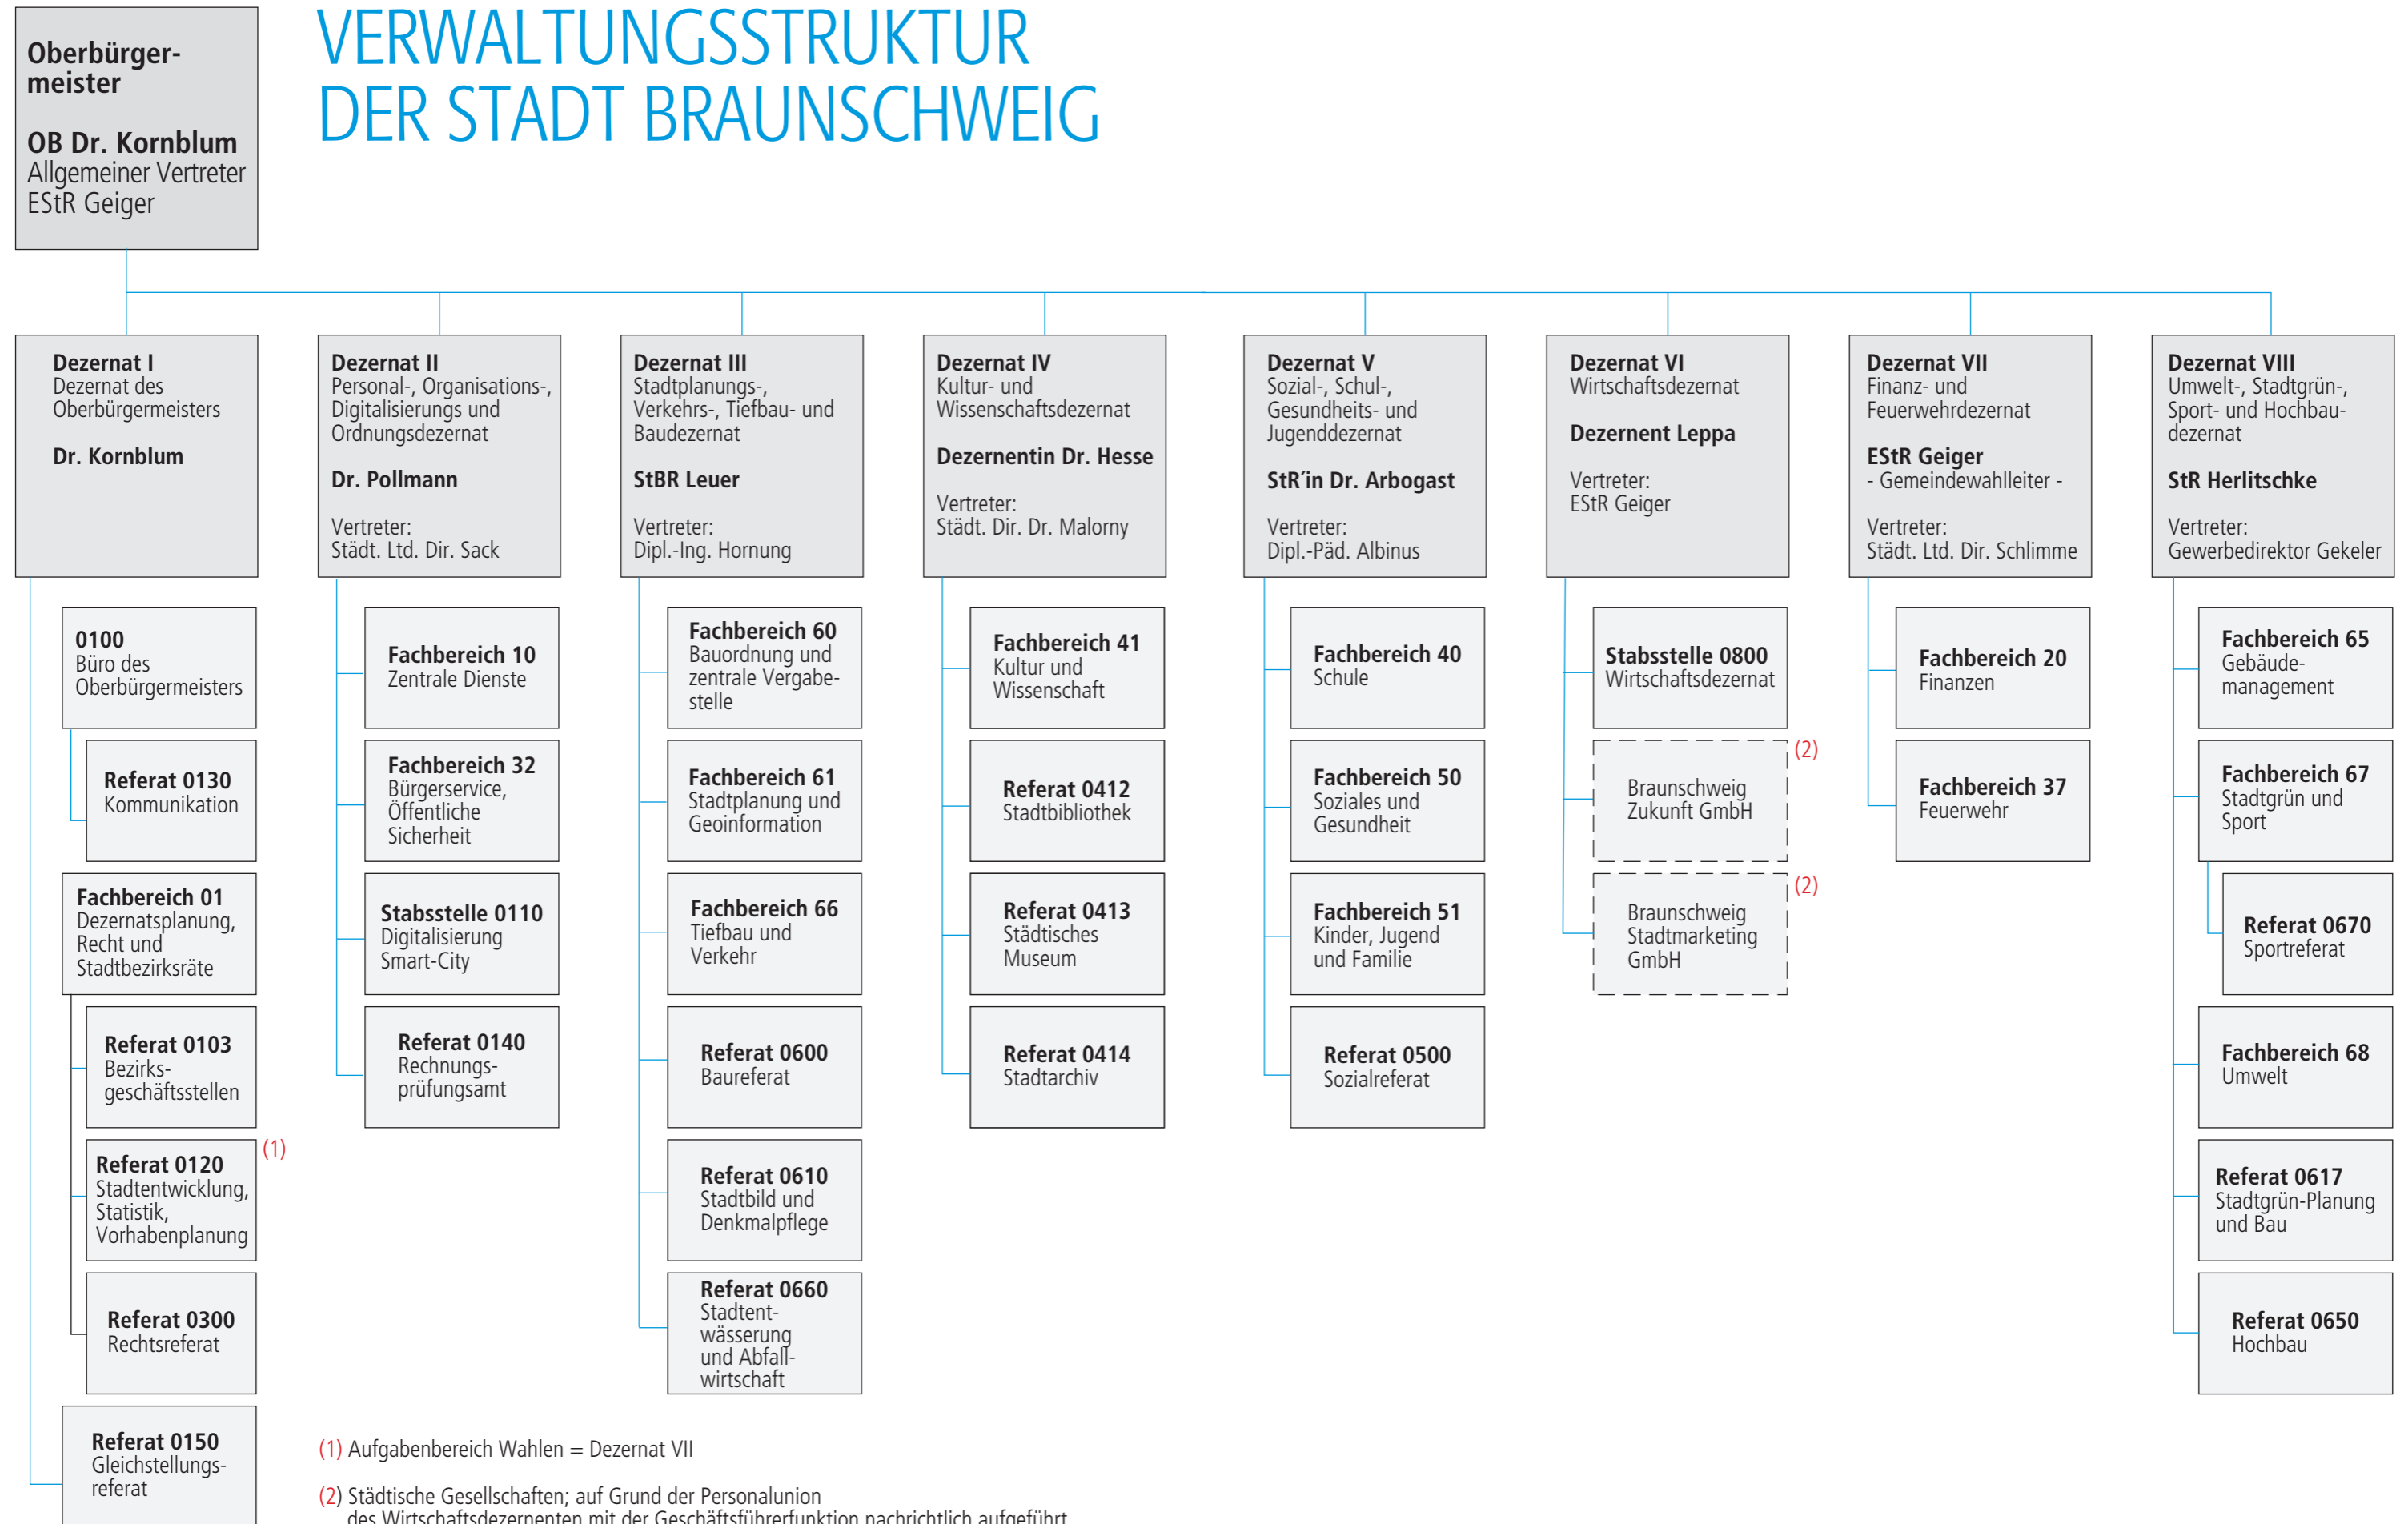 Oberbürger-
meister
OB Dr. Kornblum
Allgemeiner Vertreter
EStR Geiger
VERWALTUNGSSTRUKTUR
DER STADT BRAUNSCHWEIG
Dezernat I
Dezernat des
Oberbürgermeisters
Dr. Kornblum
0100
Büro des
Oberbürgermeisters
Referat 0130
Kommunikation
Fachbereich 01
Dezernatsplanung,
Recht und
Stadtbezirksräte
Referat 0103
Bezirks-
geschäftsstellen
Referat 0120
Stadtentwicklung,
Statistik,
Vorhabenplanung
(1)
Referat 0300
Rechtsreferat
Referat 0150
Gleichstellungs-
referat
Dezernat II
Personal-, Organisations-,
Digitalisierungs und
Ordnungsdezernat
Dr. Pollmann
Vertreter:
Städt. Ltd. Dir. Sack
Fachbereich 10
Zentrale Dienste
Fachbereich 32
Bürgerservice,
Öffentliche
Sicherheit
Stabsstelle 0110
Digitalisierung
Smart-City
Referat 0140
Rechnungs-
prüfungsamt
Dezernat III
Stadtplanungs-,
Verkehrs-, Tiefbau- und
Baudezernat
StBR Leuer
Vertreter:
Dipl.-Ing. Hornung
Fachbereich 60
Bauordnung und
zentrale Vergabe-
stelle
Fachbereich 61
Stadtplanung und
Geoinformation
Fachbereich 66
Tiefbau und
Verkehr
Referat 0600
Baureferat
Referat 0610
Stadtbild und
Denkmalpflege
Referat 0660
Stadtent-
wässerung
und Abfall-
wirtschaft
Dezernat IV
Kultur- und
Wissenschaftsdezernat
Dezernentin Dr. Hesse
Vertreter:
Städt. Dir. Dr. Malorny
Fachbereich 41
Kultur und
Wissenschaft
Referat 0412
Stadtbibliothek
Referat 0413
Städtisches
Museum
Referat 0414
Stadtarchiv
Dezernat V
Sozial-, Schul-,
Gesundheits- und
Jugenddezernat
StR´in Dr. Arbogast
Vertreter:
Dipl.-Päd. Albinus
Fachbereich 40
Schule
Fachbereich 50
Soziales und
Gesundheit
Fachbereich 51
Kinder, Jugend
und Familie
Referat 0500
Sozialreferat
Dezernat VI
Wirtschaftsdezernat
Dezernent Leppa
Vertreter:
EStR Geiger
Stabsstelle 0800
Wirtschaftsdezernat
Braunschweig
Zukunft GmbH
(2)
Braunschweig
Stadtmarketing
GmbH
(2)
Dezernat VII
Finanz- und
Feuerwehrdezernat
EStR Geiger
- Gemeindewahlleiter -
Vertreter:
Städt. Ltd. Dir. Schlimme
Fachbereich 20
Finanzen
Fachbereich 37
Feuerwehr
Dezernat VIII
Umwelt-, Stadtgrün-,
Sport- und Hochbau-
dezernat
StR Herlitschke
Vertreter:
Gewerbedirektor Gekeler
Fachbereich 65
Gebäude-
management
Fachbereich 67
Stadtgrün und
Sport
Referat 0670
Sportreferat
Fachbereich 68
Umwelt
Referat 0617
Stadtgrün-Planung
und Bau
Referat 0650
Hochbau
(1) Aufgabenbereich Wahlen = Dezernat VII
(2) Städtische Gesellschaften; auf Grund der Personalunion
des Wirtschaftsdezernenten mit der Geschäftsführerfunktion nachrichtlich aufgeführt